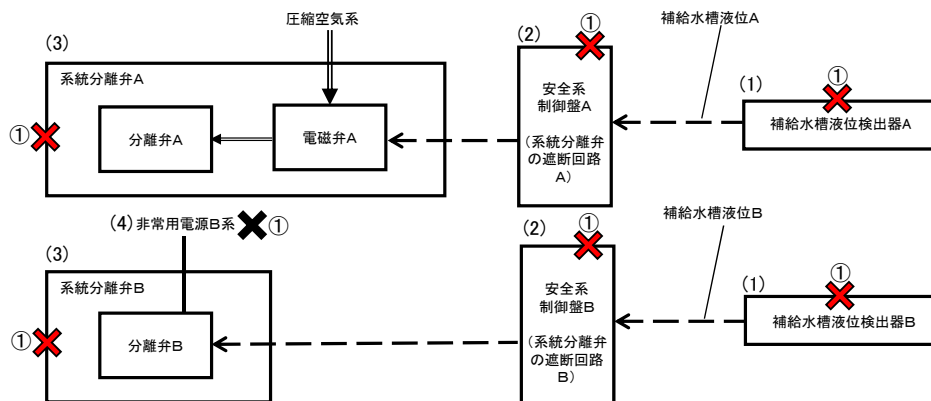 圧縮空気系
(3)
系統分離弁A
①
分離弁A
電磁弁A
(2)
①
安全系
制御盤A
(系統分離弁
の遮断回路
A)
補給水槽液位A
(1)
①
補給水槽液位検出器A
(4)非常用電源B系
①
(3)
系統分離弁B
①
分離弁B
(2)
①
安全系
制御盤B
(系統分離弁
の遮断回路
B)
補給水槽液位B
(1)
①
補給水槽液位検出器B